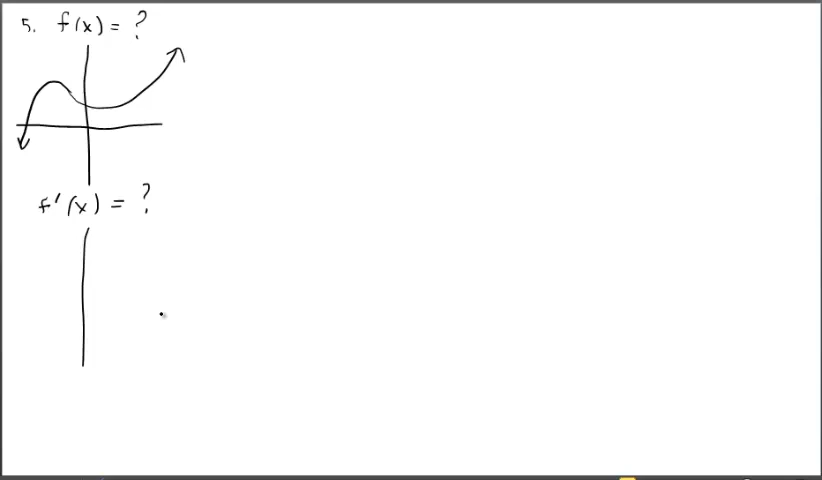 5. f(x) = ?
f'(x) = ?